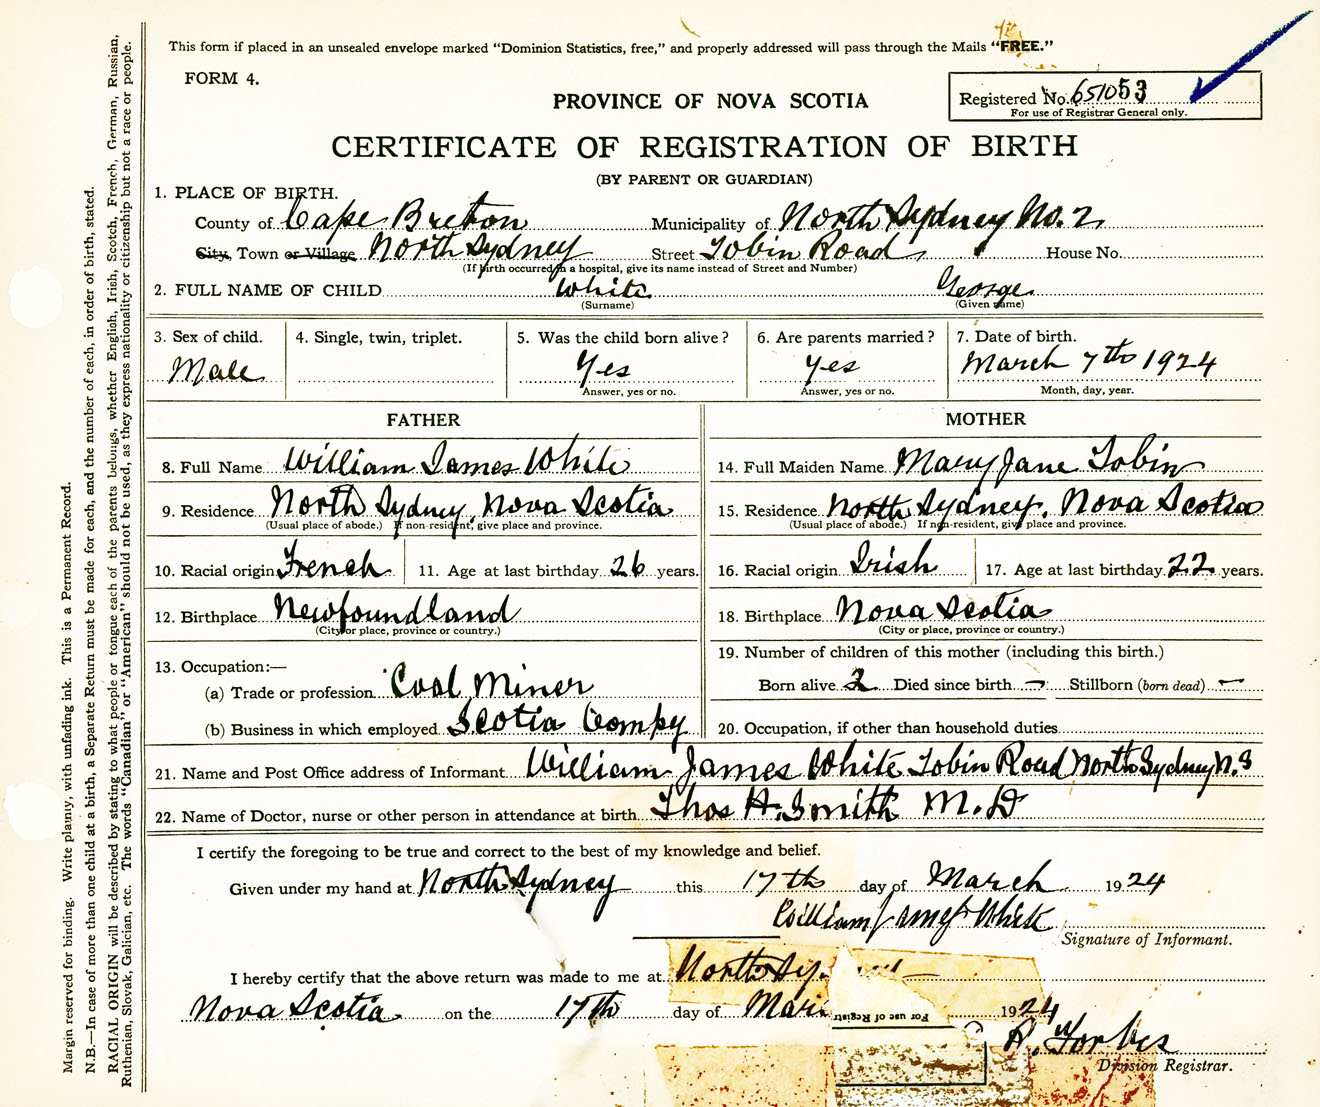 This form if placed in an unsealed envelope marked "Dominion Statistics, free," and properly addressed will pass through the Mails "FREE."
FORM 4.
Registered No. 651053
For use of Registrar General only.
PROVINCE OF NOVA SCOTIA
CERTIFICATE OF REGISTRATION OF BIRTH
(BY PARENT OR GUARDIAN)
1. PLACE OF BIRTH.
County of Cape Breton Municipality of North Sydney No. 2
City, Town or Village North Sydney Street Tobin Road House No.
(If birth occurred in a hospital, give its name instead of Street and Number)
2. FULL NAME OF CHILD White George
(Surname) (Given name)
3. Sex of child. 4. Single, twin, triplet. 5. Was the child born alive? 6. Are parents married? 7. Date of birth.
Male Yes Yes March 7th 1924
Answer, yes or no. Answer, yes or no. Month, day, year.
FATHER MOTHER
8. Full Name William James White 14. Full Maiden Name Mary Jane Tobin
9. Residence North Sydney, Nova Scotia 15. Residence North Sydney, Nova Scotia
(Usual place of abode.) If non-resident, give place and province. (Usual place of abode.) If non-resident, give place and province.
10. Racial origin French 11. Age at last birthday 26 years. 16. Racial origin Irish 17. Age at last birthday 22 years.
12. Birthplace Newfoundland 18. Birthplace Nova Scotia
(City or place, province or country.) (City or place, province or country.)
13. Occupation:— 19. Number of children of this mother (including this birth.)
(a) Trade or profession Coal Miner Born alive 2 Died since birth — Stillborn (born dead) —
(b) Business in which employed Scotia Compy 20. Occupation, if other than household duties
21. Name and Post Office address of Informant William James White Tobin Road North Sydney N.S
22. Name of Doctor, nurse or other person in attendance at birth Thos H. Smith M.D
I certify the foregoing to be true and correct to the best of my knowledge and belief.
Given under my hand at North Sydney this 17th day of March 1924
William James White
Signature of Informant.
I hereby certify that the above return was made to me at North Sy
Nova Scotia on the 17th day of Mar 1924
For use of Registr
R. Forbes
Division Registrar.
Margin reserved for binding. Write plainly, with unfading ink. This is a Permanent Record.
N.B.—In case of more than one child at a birth, a Separate Return must be made for each, and the number of each, in order of birth, stated.
RACIAL ORIGIN will be described by stating to what people or tongue each of the parents belongs, whether English, Irish, Scotch, French, German, Russian,
Ruthenian, Slovak, Galician, etc. The words "Canadian" or "American" should not be used, as they express nationality or citizenship but not a race or people.